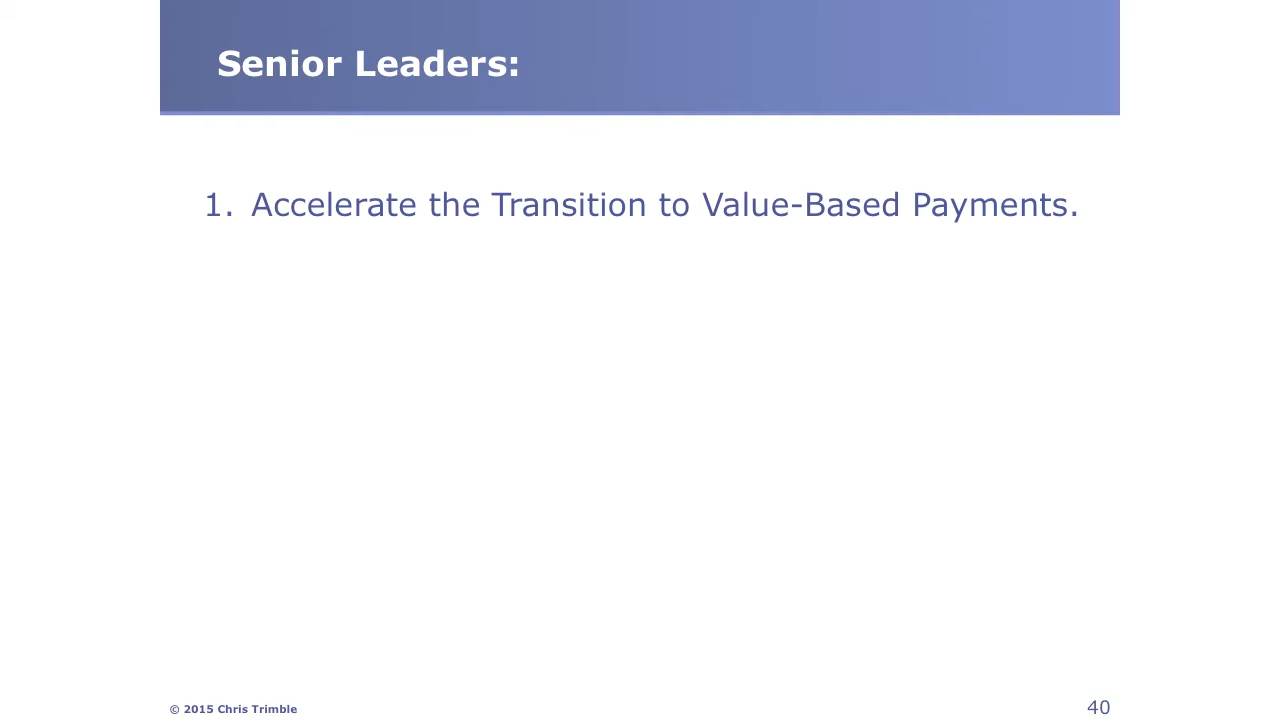 Senior Leaders:
1. Accelerate the Transition to Value-Based Payments.
© 2015 Chris Trimble
40